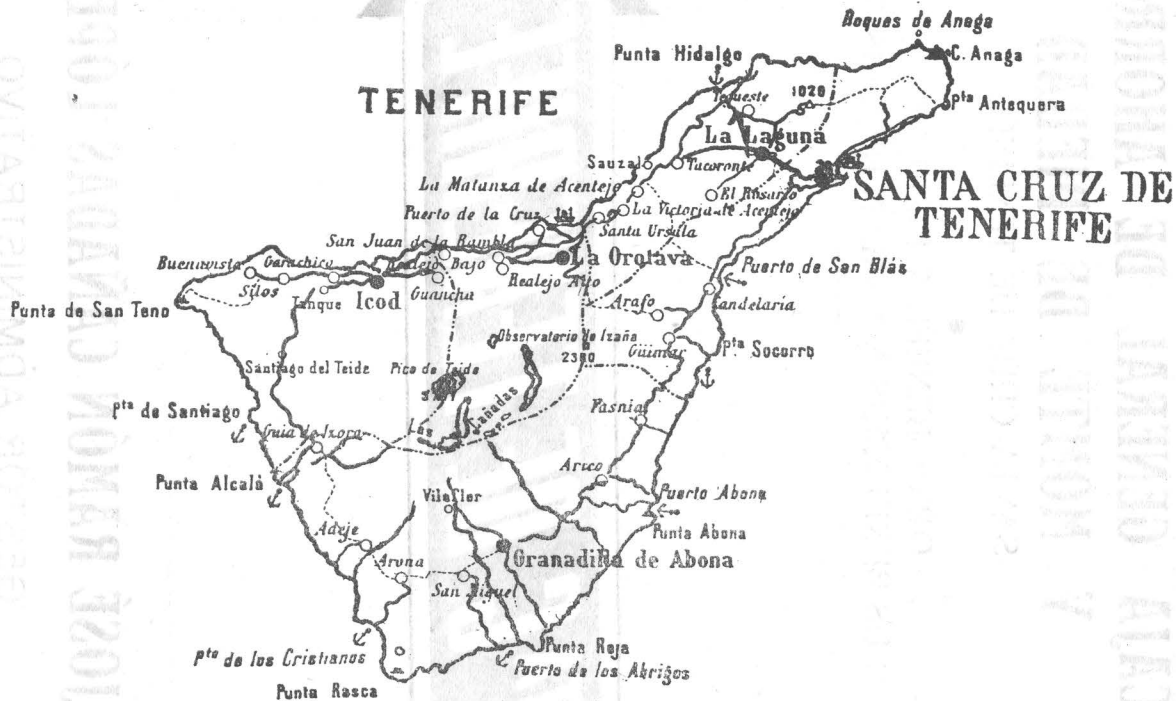 Roques de Anaga
C. Anaga
Punta Hidalgo
1020
Tegueste
pta Antequera
TENERIFE
La Laguna
Sauzal
Tacoronte
SANTA CRUZ DE
TENERIFE
La Matanza de Acentejo
El Rosario
La Victoria de Acentejo
Puerto de la Cruz
Santa Ursula
San Juan de la Rambla
La Orotava
Realejo Bajo
Realejo Alto
Buenavista
Garachico
Silos
Tanque
Icod
Guancha
Puerto de San Blás
Candelaria
Arafo
Punta de San Teno
Observatorio de Izaña
2380
Güimar
pta Socorro
Santiago del Teide
Pico de Teide
Las Cañadas
pta de Santiago
Fasnia
Guia de Ixora
Punta Alcalá
Arico
Puerto Abona
Vilaflor
Punta Abona
Adeje
Granadilla de Abona
Arona
San Miguel
Punta Roja
Pta de los Cristianos
Puerto de los Abrigos
Punta Rasca